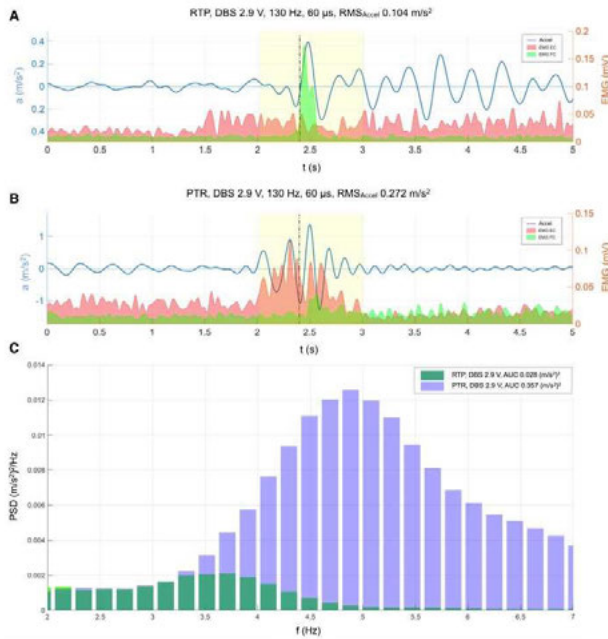 A
RTP, DBS 2.9 V, 130 Hz, 60 µs, RMSAccel 0.104 m/s²
a (m/s²)
0.4
0.2
0
0.2
0.4
Accel
EMG EC
EMG FC
0.2
0.15
0.1
0.05
0
EMG (mV)
0 0.5 1 1.5 2 2.5 3 3.5 4 4.5 5
t (s)
B
PTR, DBS 2.9 V, 130 Hz, 60 µs, RMSAccel 0.272 m/s²
a (m/s²)
1
0
-1
Accel
EMG EC
EMG FC
0.15
0.1
0.05
0
EMG (mV)
0 0.5 1 1.5 2 2.5 3 3.5 4 4.5 5
t (s)
C
PSD (m/s²)²/Hz
0.014
0.012
0.01
0.008
0.006
0.004
0.002
0
RTP, DBS 2.9 V, AUC 0.028 (m/s²)²
PTR, DBS 2.9 V, AUC 0.357 (m/s²)²
2 2.5 3 3.5 4 4.5 5 5.5 6 6.5 7
f (Hz)